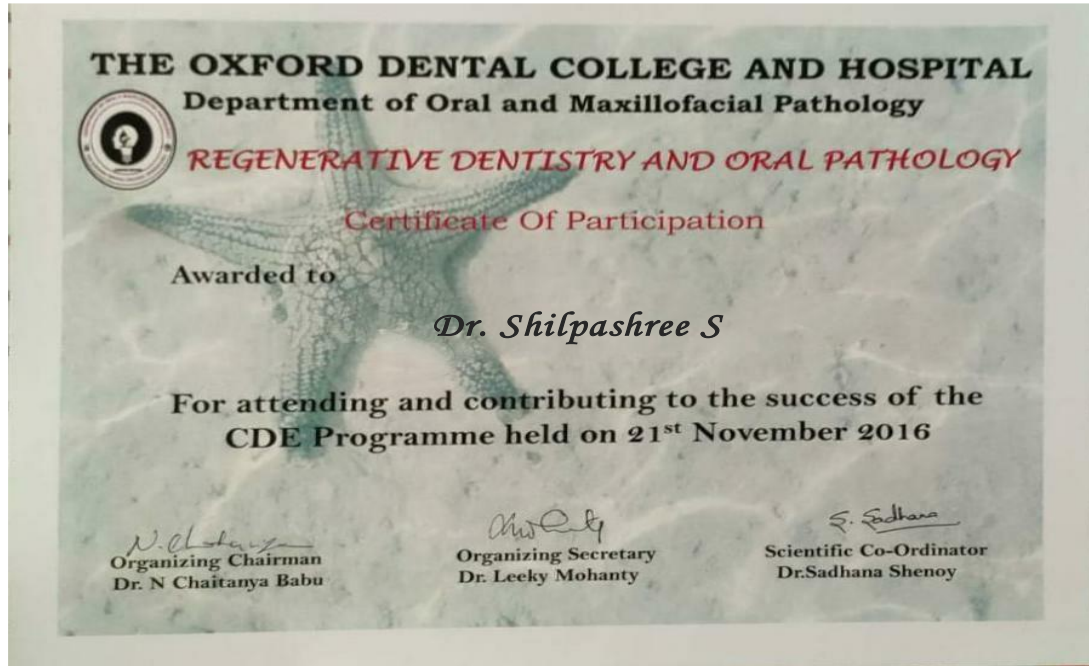 THE OXFORD DENTAL COLLEGE AND HOSPITAL
Department of Oral and Maxillofacial Pathology
REGENERATIVE DENTISTRY AND ORAL PATHOLOGY
Certificate Of Participation
Awarded to
Dr. Shilpashree S
For attending and contributing to the success of the
CDE Programme held on 21st November 2016
S. Sadhana
Organizing Chairman
Dr. N Chaitanya Babu
Organizing Secretary
Dr. Leeky Mohanty
Scientific Co-Ordinator
Dr.Sadhana Shenoy